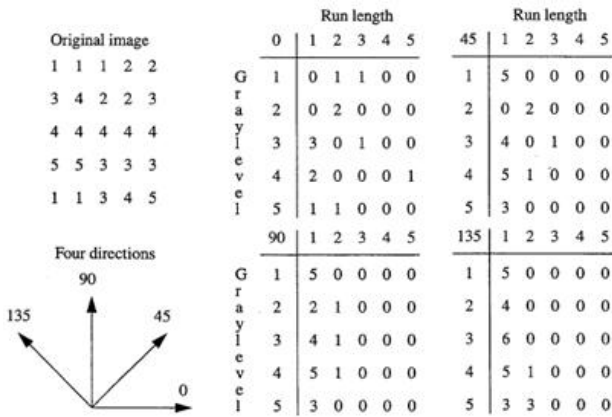 Original image
1 1 1 2 2
3 4 2 2 3
4 4 4 4 4
5 5 3 3 3
1 1 3 4 5
Four directions
90
135
45
0
Run length
0 1 2 3 4 5
Graylevel
1 0 1 1 0 0
2 0 2 0 0 0
3 3 0 1 0 0
4 2 0 0 0 1
5 1 1 0 0 0
Run length
45 1 2 3 4 5
1 5 0 0 0 0
2 0 2 0 0 0
3 4 0 1 0 0
4 5 1 0 0 0
5 3 0 0 0 0
90 1 2 3 4 5
Graylevel
1 5 0 0 0 0
2 2 1 0 0 0
3 4 1 0 0 0
4 5 1 0 0 0
5 3 0 0 0 0
135 1 2 3 4 5
1 5 0 0 0 0
2 4 0 0 0 0
3 6 0 0 0 0
4 5 1 0 0 0
5 3 3 0 0 0